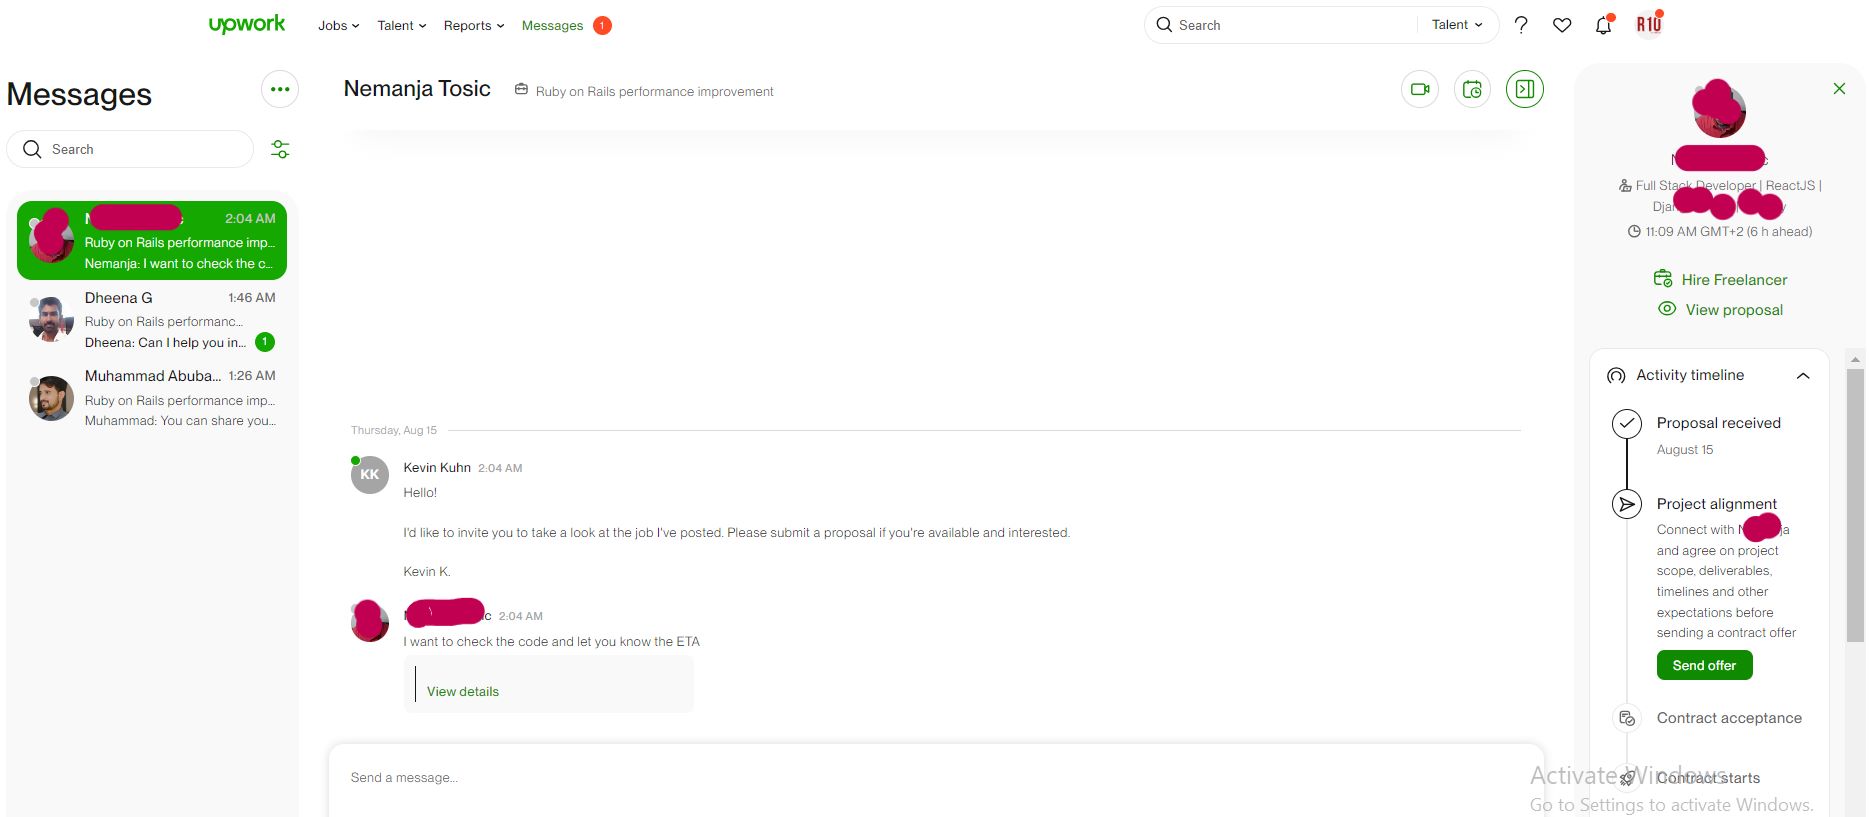 upwork
Jobs
Talent
Reports
Messages
1
Search
Talent
R1U
Messages
Search
2:04 AM
Ruby on Rails performance imp...
Nemanja: I want to check the c...
Dheena G
1:46 AM
Ruby on Rails performanc...
Dheena: Can I help you in...
1
Muhammad Abuba...
1:26 AM
Ruby on Rails performance imp...
Muhammad: You can share you...
Nemanja Tosic
Ruby on Rails performance improvement
Thursday, Aug 15
KK
Kevin Kuhn 2:04 AM
Hello!
I'd like to invite you to take a look at the job I've posted. Please submit a proposal if you're available and interested.
Kevin K.
2:04 AM
I want to check the code and let you know the ETA
View details
Send a message...
Full Stack Developer | ReactJS |
11:09 AM GMT+2 (6 h ahead)
Hire Freelancer
View proposal
Activity timeline
Proposal received
August 15
Project alignment
Connect with
and agree on project
scope, deliverables,
timelines and other
expectations before
sending a contract offer
Send offer
Contract acceptance
Contract starts
Activate Windows
Go to Settings to activate Windows.